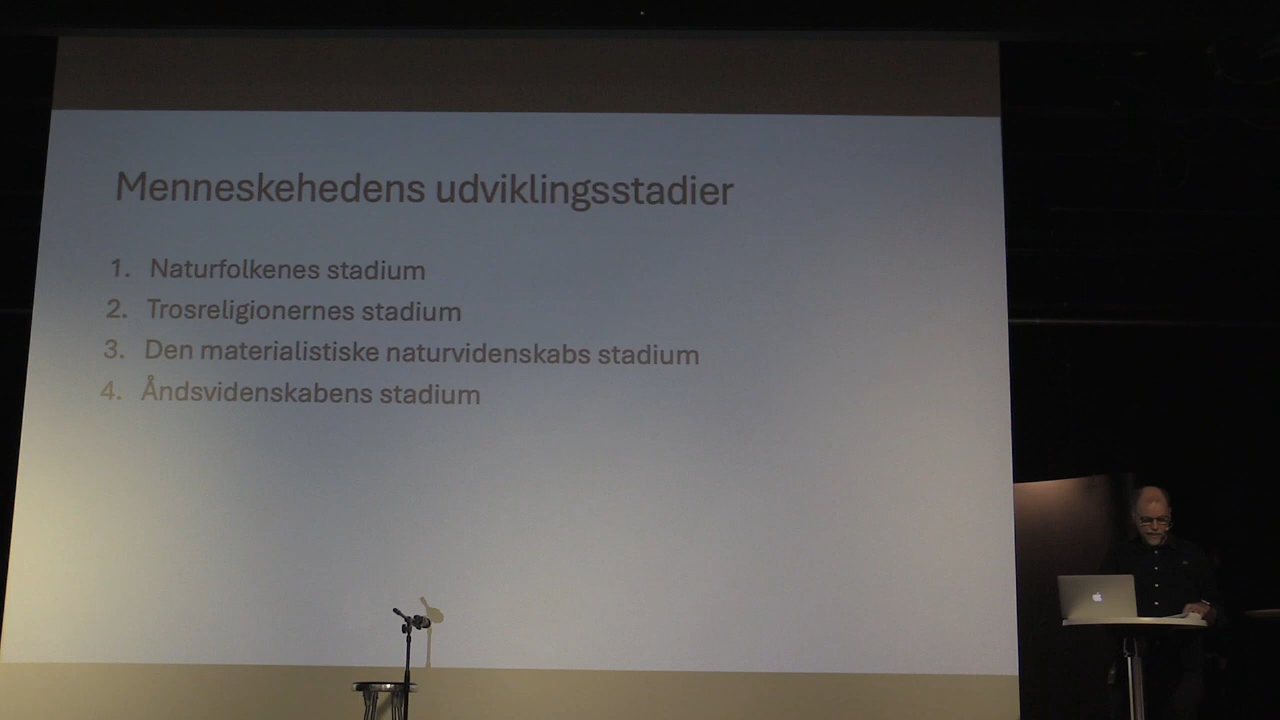 Menneskehedens udviklingsstadier
1. Naturfolkenes stadium
2. Trosreligionernes stadium
3. Den materialistiske naturvidenskabs stadium
4. Åndsvidenskabens stadium